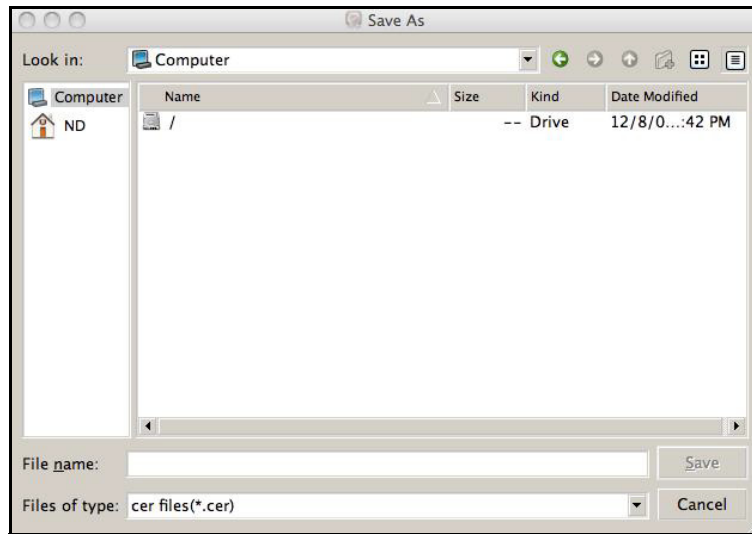 Save As
Look in: Computer
Computer
ND
Name Size Kind Date Modified
/ -- Drive 12/8/0...:42 PM
File name: Save
Files of type: cer files(*.cer) Cancel